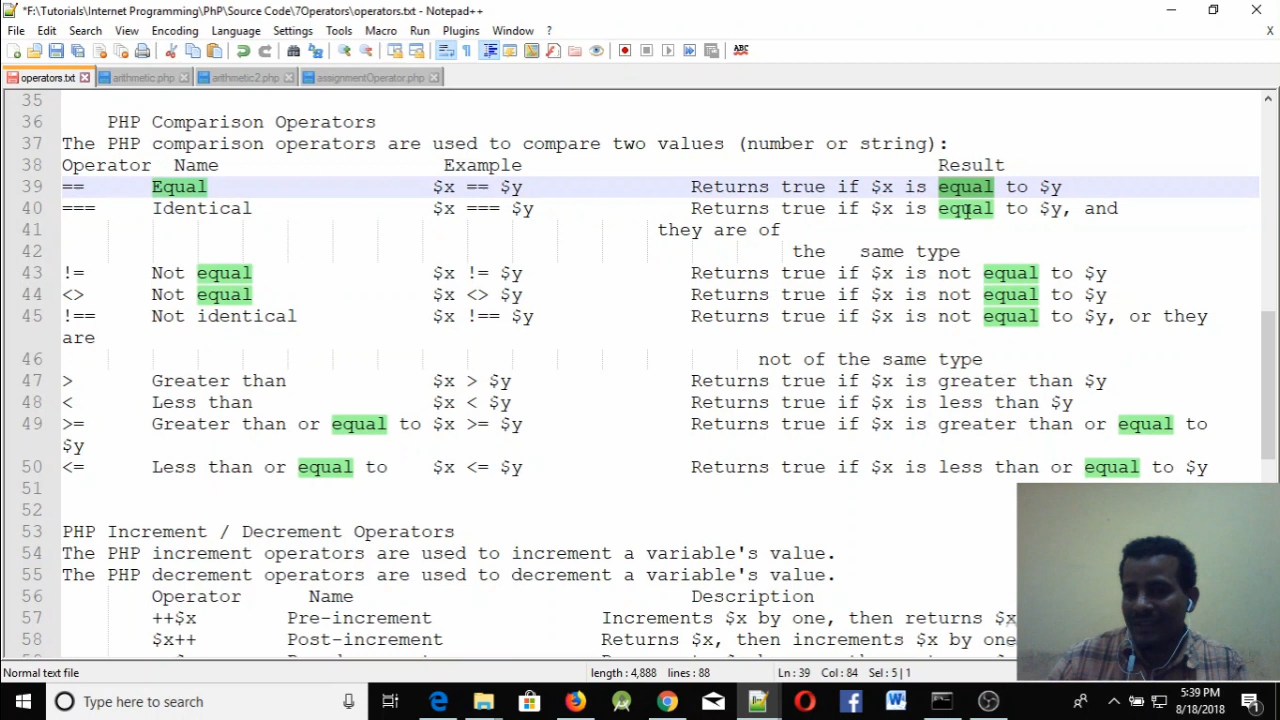 *F:\Tutorials\Internet Programming\PhP\Source Code\7Operators\operators.txt - Notepad++
File Edit Search View Encoding Language Settings Tools Macro Run Plugins Window ? X
operators.txt arithmetic.php arithmetic2.php assignmentOperator.php
35
36 PHP Comparison Operators
37 The PHP comparison operators are used to compare two values (number or string):
38 Operator Name Example Result
39 == Equal $x == $y Returns true if $x is equal to $y
40 === Identical $x === $y Returns true if $x is equal to $y, and
41 they are of
42 the same type
43 != Not equal $x != $y Returns true if $x is not equal to $y
44 <> Not equal $x <> $y Returns true if $x is not equal to $y
45 !== Not identical $x !== $y Returns true if $x is not equal to $y, or they
are
46 not of the same type
47 > Greater than $x > $y Returns true if $x is greater than $y
48 < Less than $x < $y Returns true if $x is less than $y
49 >= Greater than or equal to $x >= $y Returns true if $x is greater than or equal to
$y
50 <= Less than or equal to $x <= $y Returns true if $x is less than or equal to $y
51
52
53 PHP Increment / Decrement Operators
54 The PHP increment operators are used to increment a variable's value.
55 The PHP decrement operators are used to decrement a variable's value.
56 Operator Name Description
57 ++$x Pre-increment Increments $x by one, then returns $x
58 $x++ Post-increment Returns $x, then increments $x by one
Normal text file length : 4,888 lines : 88 Ln : 39 Col : 84 Sel : 5 | 1
Type here to search
5:39 PM
8/18/2018